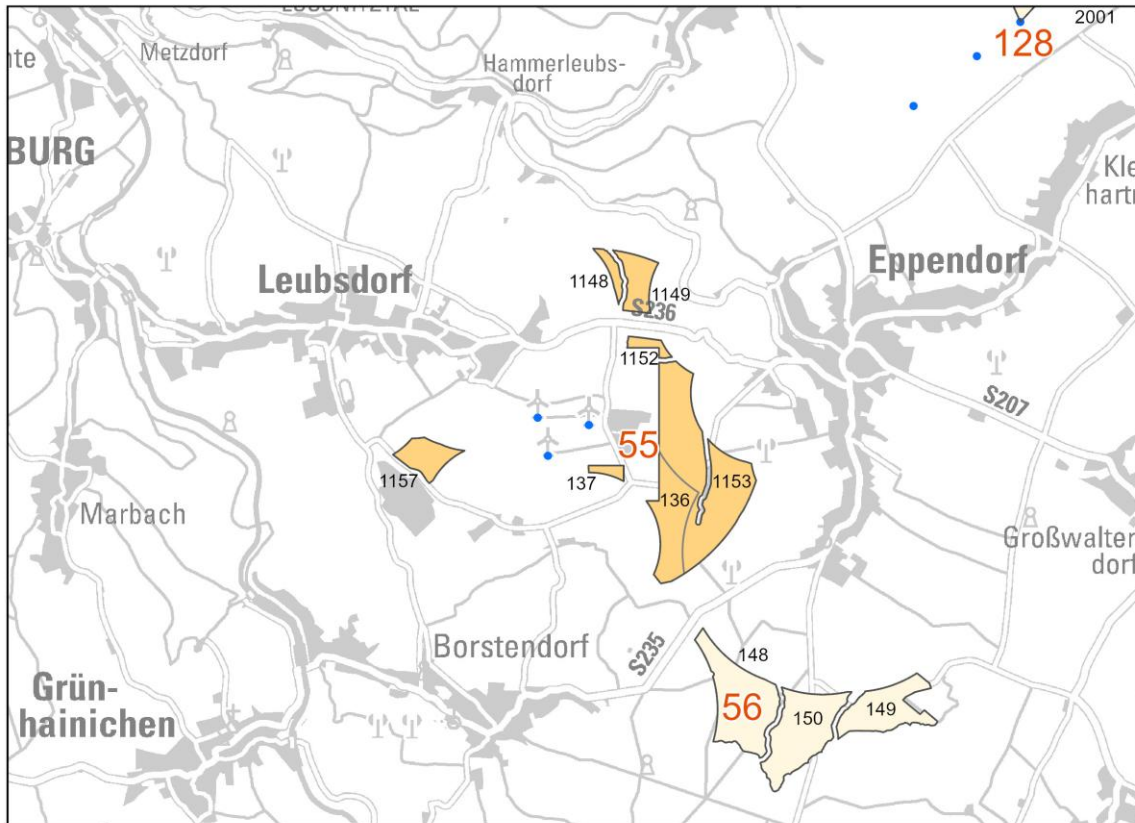 2001
128
Metzdorf
Hammerleubs-
dorf
BURG
Kle
hartr
Eppendorf
Leubsdorf
1148
1149
S236
1152
S207
55
1157
137
136
1153
Marbach
Großwalter
dorf
Borstendorf
S235
148
Grün-
hainichen
56
150
149